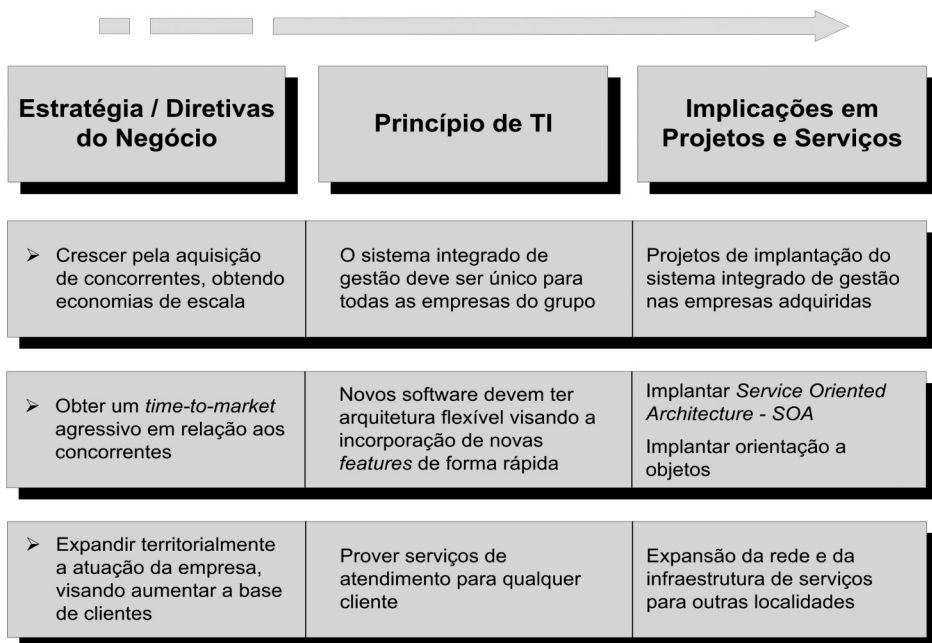 Estratégia / Diretivas
do Negócio
Princípio de TI
Implicações em
Projetos e Serviços
➢ Crescer pela aquisição
de concorrentes, obtendo
economias de escala
O sistema integrado de
gestão deve ser único para
todas as empresas do grupo
Projetos de implantação do
sistema integrado de gestão
nas empresas adquiridas
➢ Obter um time-to-market
agressivo em relação aos
concorrentes
Novos software devem ter
arquitetura flexível visando a
incorporação de novas
features de forma rápida
Implantar Service Oriented
Architecture - SOA
Implantar orientação a
objetos
➢ Expandir territorialmente
a atuação da empresa,
visando aumentar a base
de clientes
Prover serviços de
atendimento para qualquer
cliente
Expansão da rede e da
infraestrutura de serviços
para outras localidades